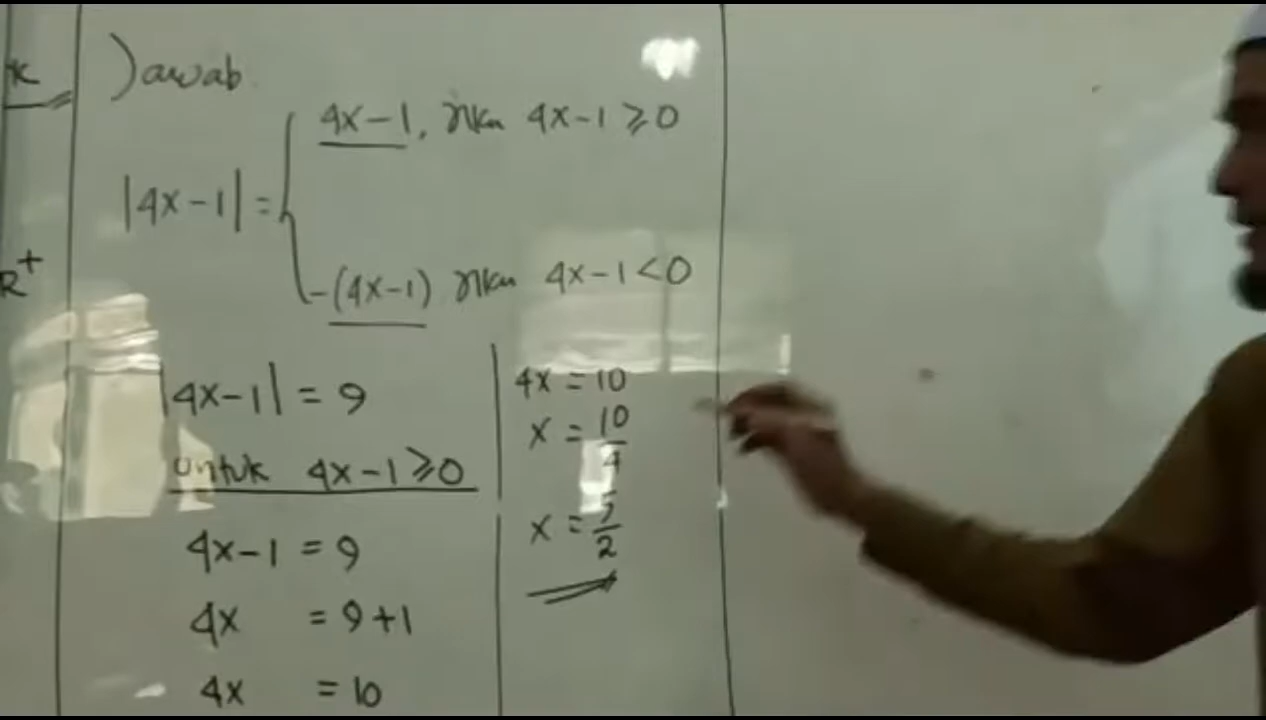 x
R+
Jawab.
|4x-1| =
4x-1, jika 4x-1 ≥ 0
-(4x-1) jika 4x-1 < 0
|4x-1| = 9
untuk 4x-1 ≥ 0
4x-1 = 9
4x = 9+1
4x = 10
4x = 10
x = 10/4
x = 5/2